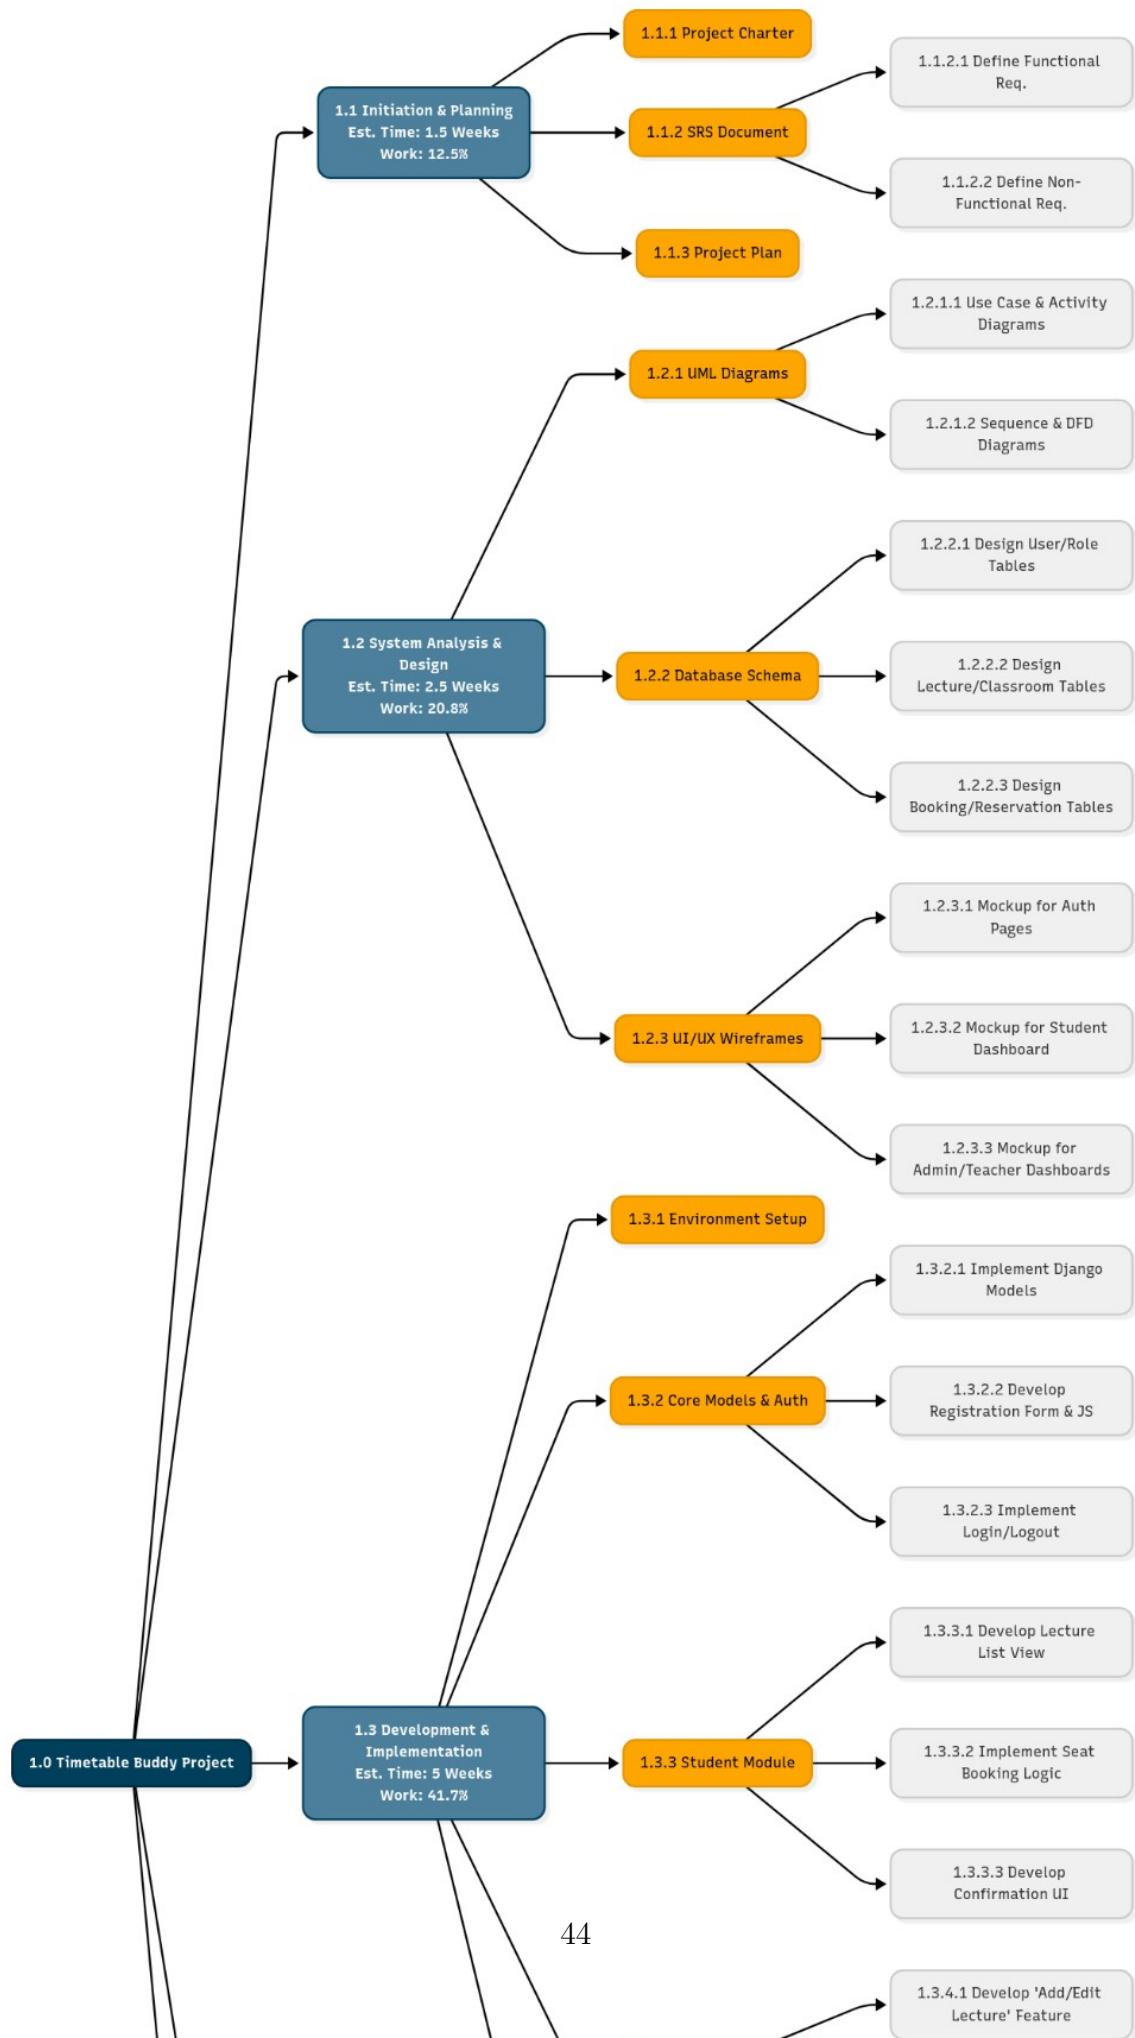 1.1.1 Project Charter
1.1 Initiation & Planning
Est. Time: 1.5 Weeks
Work: 12.5%
1.1.2 SRS Document
1.1.2.1 Define Functional
Req.
1.1.2.2 Define Non-
Functional Req.
1.1.3 Project Plan
1.2 System Analysis &
Design
Est. Time: 2.5 Weeks
Work: 20.8%
1.2.1 UML Diagrams
1.2.1.1 Use Case & Activity
Diagrams
1.2.1.2 Sequence & DFD
Diagrams
1.2.2 Database Schema
1.2.2.1 Design User/Role
Tables
1.2.2.2 Design
Lecture/Classroom Tables
1.2.2.3 Design
Booking/Reservation Tables
1.2.3 UI/UX Wireframes
1.2.3.1 Mockup for Auth
Pages
1.2.3.2 Mockup for Student
Dashboard
1.2.3.3 Mockup for
Admin/Teacher Dashboards
1.0 Timetable Buddy Project
1.3 Development &
Implementation
Est. Time: 5 Weeks
Work: 41.7%
1.3.1 Environment Setup
1.3.2 Core Models & Auth
1.3.2.1 Implement Django
Models
1.3.2.2 Develop
Registration Form & JS
1.3.2.3 Implement
Login/Logout
1.3.3 Student Module
1.3.3.1 Develop Lecture
List View
1.3.3.2 Implement Seat
Booking Logic
1.3.3.3 Develop
Confirmation UI
44
1.3.4.1 Develop 'Add/Edit
Lecture' Feature